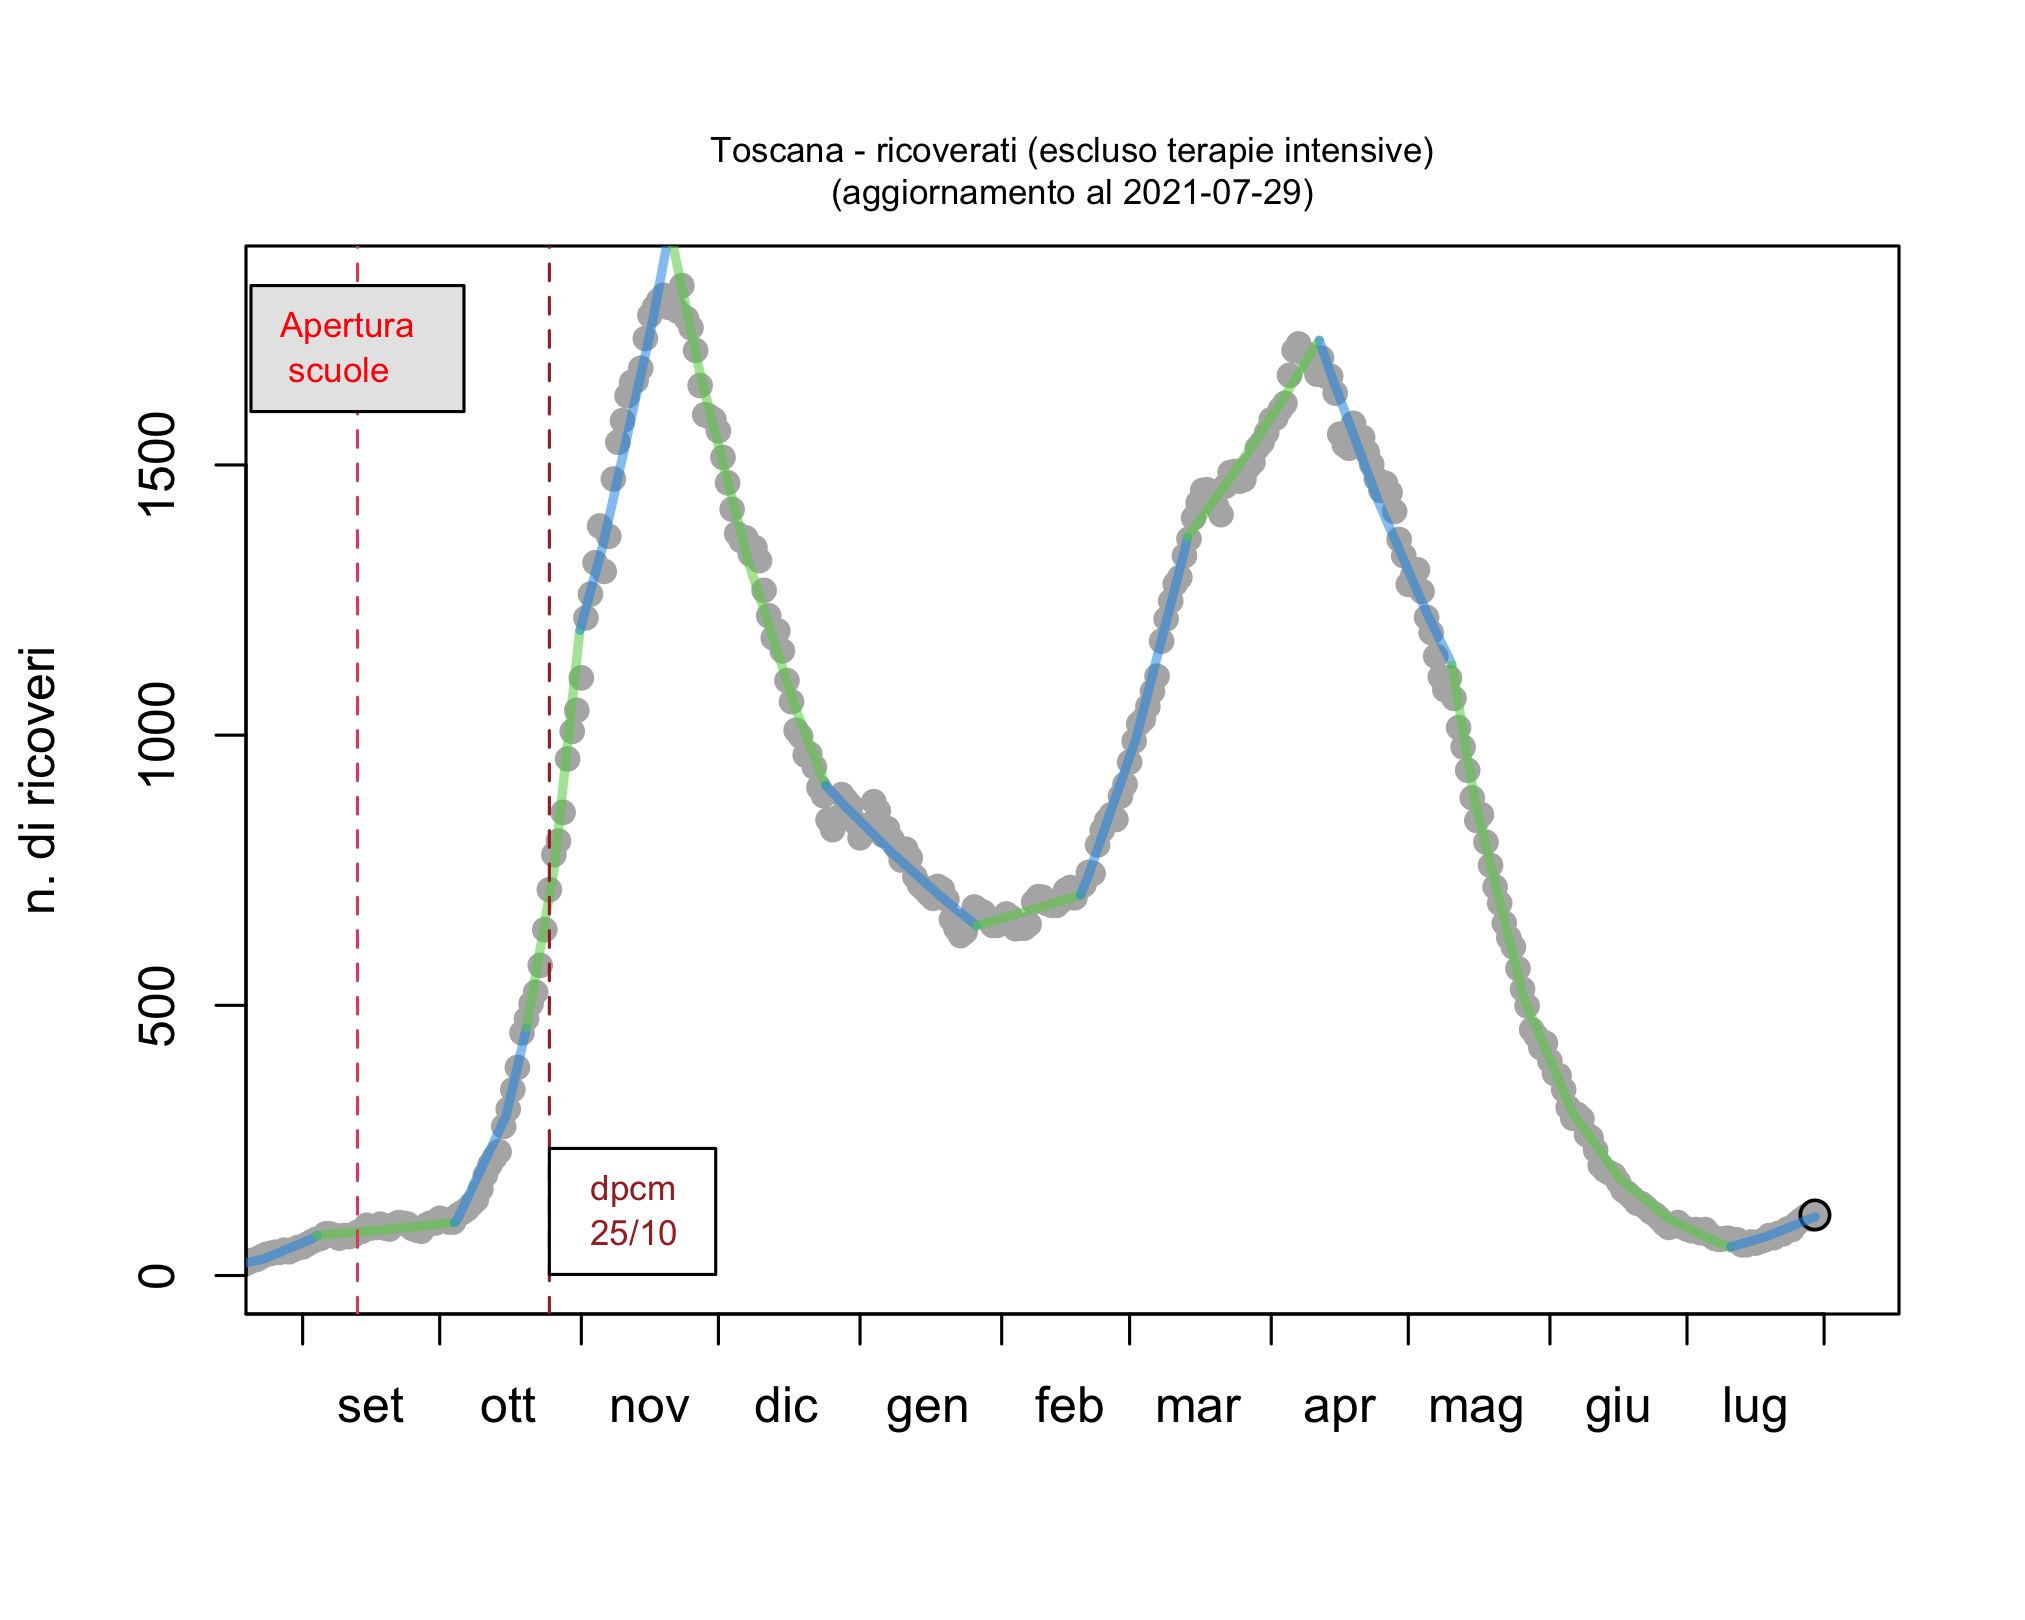 Toscana - ricoverati (escluso terapie intensive)
(aggiornamento al 2021-07-29)
Apertura
scuole
1500
1000
500
0
n. di ricoveri
dpcm
25/10
set ott nov dic gen feb mar apr mag giu lug